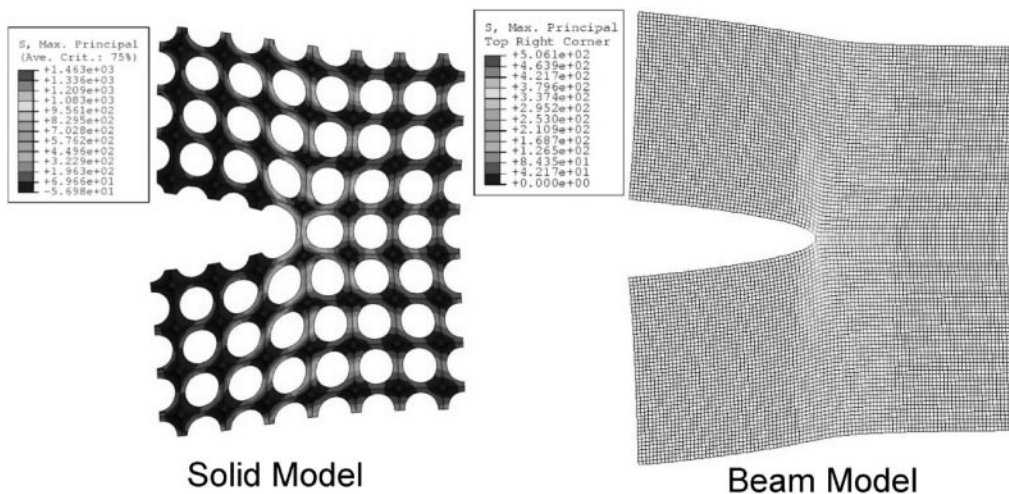 S, Max. Principal
(Ave. Crit.: 75%)
+1.463e+03
+1.336e+03
+1.209e+03
+1.083e+03
+9.561e+02
+8.295e+02
+7.028e+02
+5.762e+02
+4.496e+02
+3.229e+02
+1.963e+02
+6.966e+01
-5.698e+01
S, Max. Principal
Top Right Corner
+5.061e+02
+4.639e+02
+4.217e+02
+3.796e+02
+3.374e+02
+2.952e+02
+2.530e+02
+2.109e+02
+1.687e+02
+1.265e+02
+8.435e+01
+4.217e+01
+0.000e+00
Solid Model
Beam Model